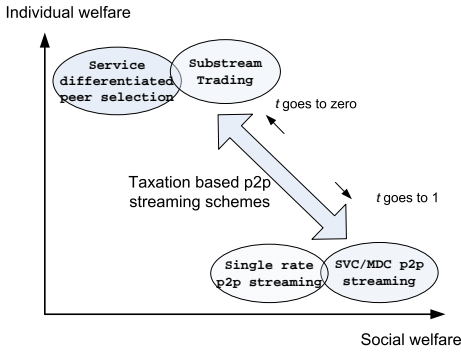 Individual welfare
Service
differentiated
peer selection
Substream
Trading
t goes to zero
Taxation based p2p
streaming schemes
t goes to 1
Single rate
p2p streaming
SVC/MDC p2p
streaming
Social welfare